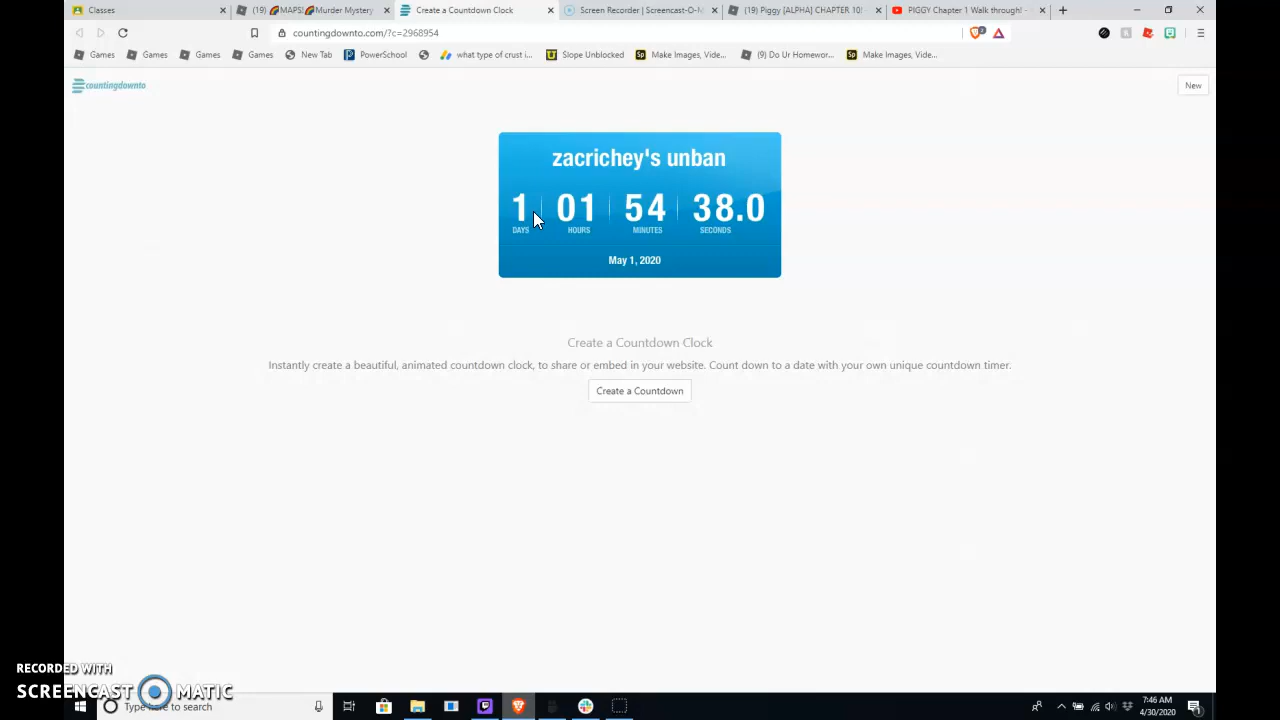 Classes
(19) 🌈MAPS!🌈Murder Mystery
Create a Countdown Clock
Screen Recorder | Screencast-O-M
(19) Piggy [ALPHA] CHAPTER 10!
PIGGY Chapter 1 Walk through! -
countingdownto.com/?c=2968954
Games
Games
Games
Games
New Tab
PowerSchool
what type of crust i...
Slope Unblocked
Make Images, Vide...
(9) Do Ur Homewor...
Make Images, Vide...
countingdownto
New
zacrichey's unban
1 01 54 38.0
DAYS HOURS MINUTES SECONDS
May 1, 2020
Create a Countdown Clock
Instantly create a beautiful, animated countdown clock, to share or embed in your website. Count down to a date with your own unique countdown timer.
Create a Countdown
RECORDED WITH
SCREENCAST MATIC
Type here to search
7:46 AM
4/30/2020